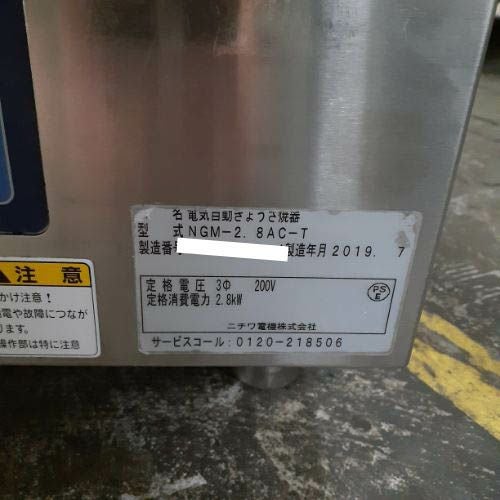 名 電気自動ぎょうざ焼器
型 式 NGM-2.8AC-T
製造番号 製造年月 2019. 7
定格電圧 3Φ 200V
定格消費電力 2.8kW
PS
E
ニチワ電機株式会社
サービスコール:0120-218506
注 意
かけ注意!
電や故障につなが
ります。
操作部は特に注意